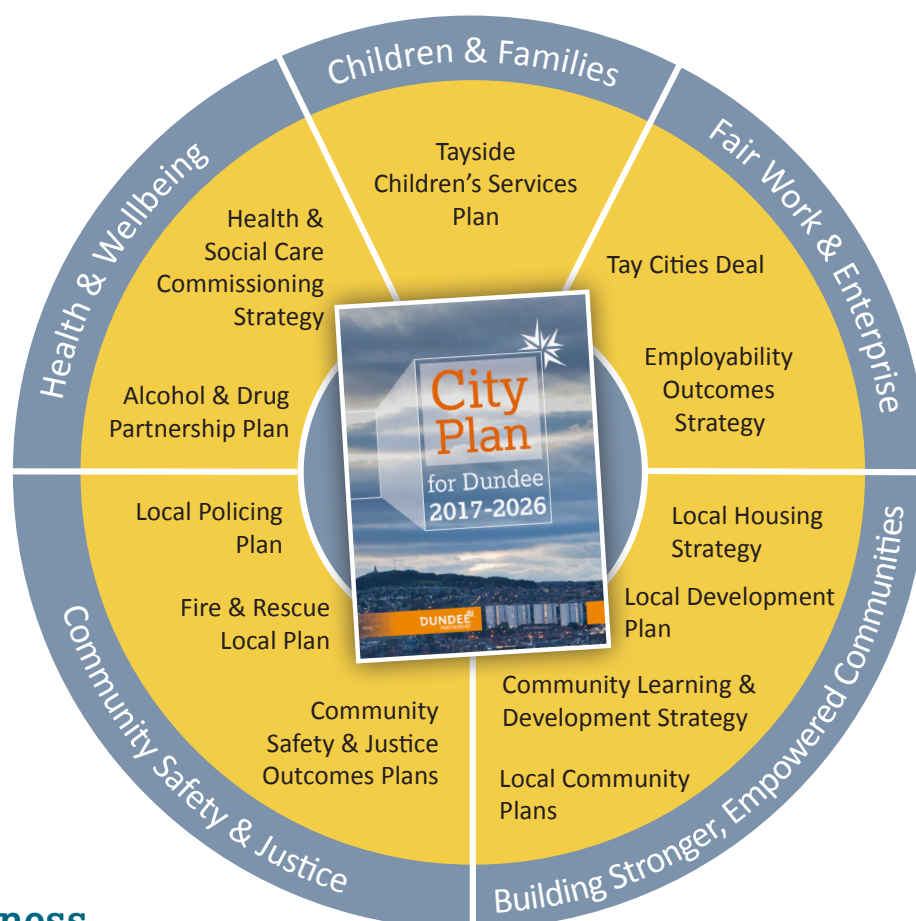 Children & Families
Tayside
Children's Services
Plan
Fair Work & Enterprise
Tay Cities Deal
Employability
Outcomes
Strategy
Building Stronger, Empowered Communities
Local Housing
Strategy
Local Development
Plan
Community Learning &
Development Strategy
Local Community
Plans
Community Safety & Justice
Local Policing
Plan
Fire & Rescue
Local Plan
Community
Safety & Justice
Outcomes Plans
Health & Wellbeing
Health &
Social Care
Commissioning
Strategy
Alcohol & Drug
Partnership Plan
City
Plan
for Dundee
2017-2026
DUNDEE
PARTNERSHIP